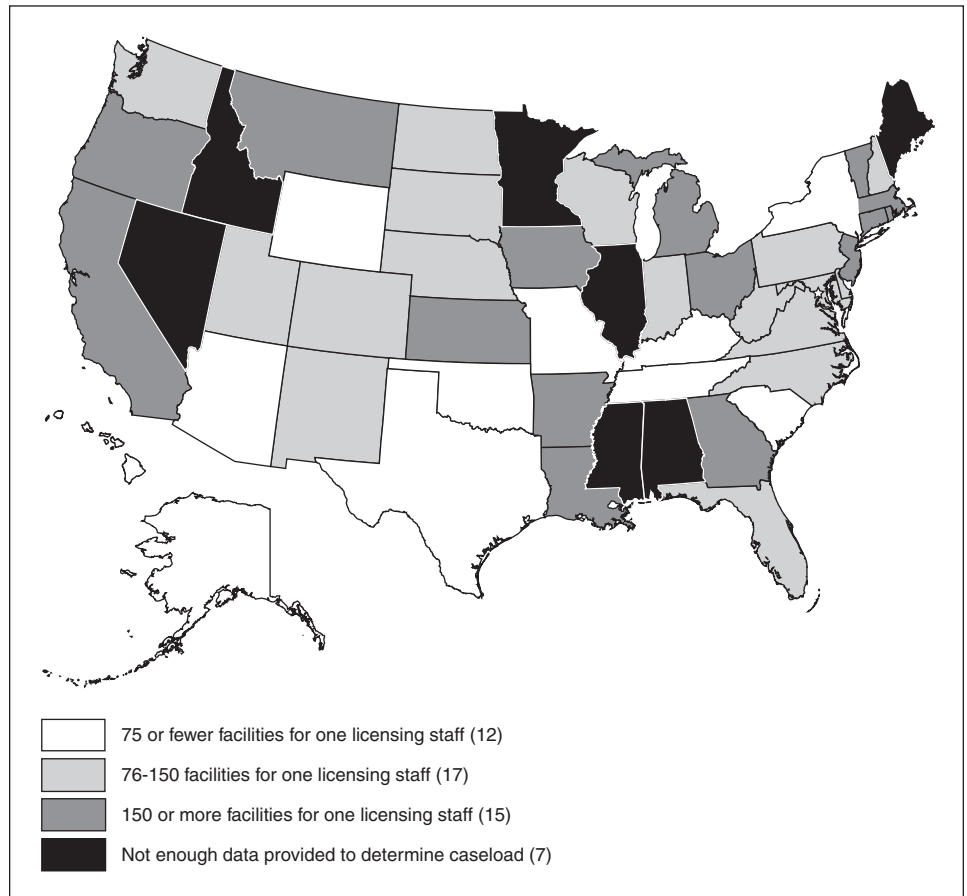 75 or fewer facilities for one licensing staff (12)
76-150 facilities for one licensing staff (17)
150 or more facilities for one licensing staff (15)
Not enough data provided to determine caseload (7)